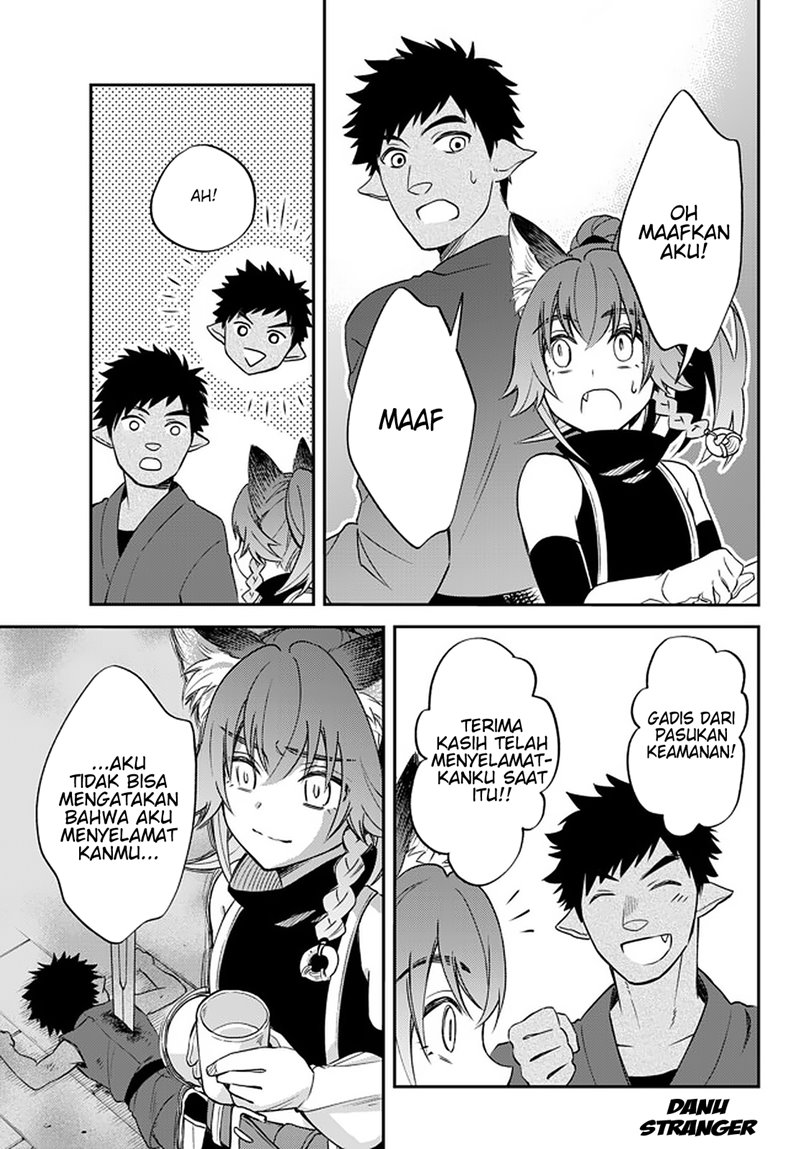 OH
MAAFKAN
AKU!
MAAF
AH!
GADIS DARI
PASUKAN
KEAMANAN!
TERIMA
KASIH TELAH
MENYELAMAT-
KANKU SAAT
ITU!!
...AKU
TIDAK BISA
MENGATAKAN
BAHWA AKU
MENYELAMAT
KANMU...
DANU
STRANGER